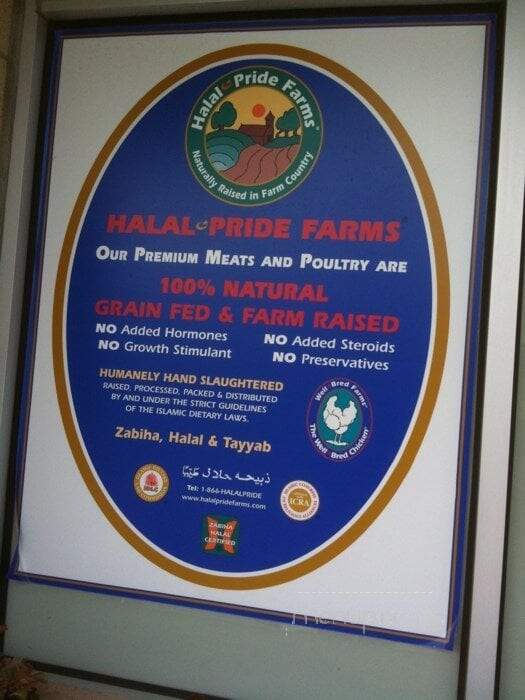 Halal Pride Farms
Naturally Raised in Farm Country
HALAL PRIDE FARMS
OUR PREMIUM MEATS AND POULTRY ARE
100% NATURAL
GRAIN FED & FARM RAISED
NO Added Hormones
NO Added Steroids
NO Growth Stimulant
NO Preservatives
HUMANELY HAND SLAUGHTERED
RAISED, PROCESSED, PACKED & DISTRIBUTED
BY AND UNDER THE STRICT GUIDELINES
OF THE ISLAMIC DIETARY LAWS.
Well Bred Farms
The Well Bred Chicken
Zabiha, Halal & Tayyab
ذبیحہ حلال طیباً
Tel: 1-866-HALALPRIDE
www.halalpridefarms.com
ICRA
ZABIHA
HALAL
CERTIFIED